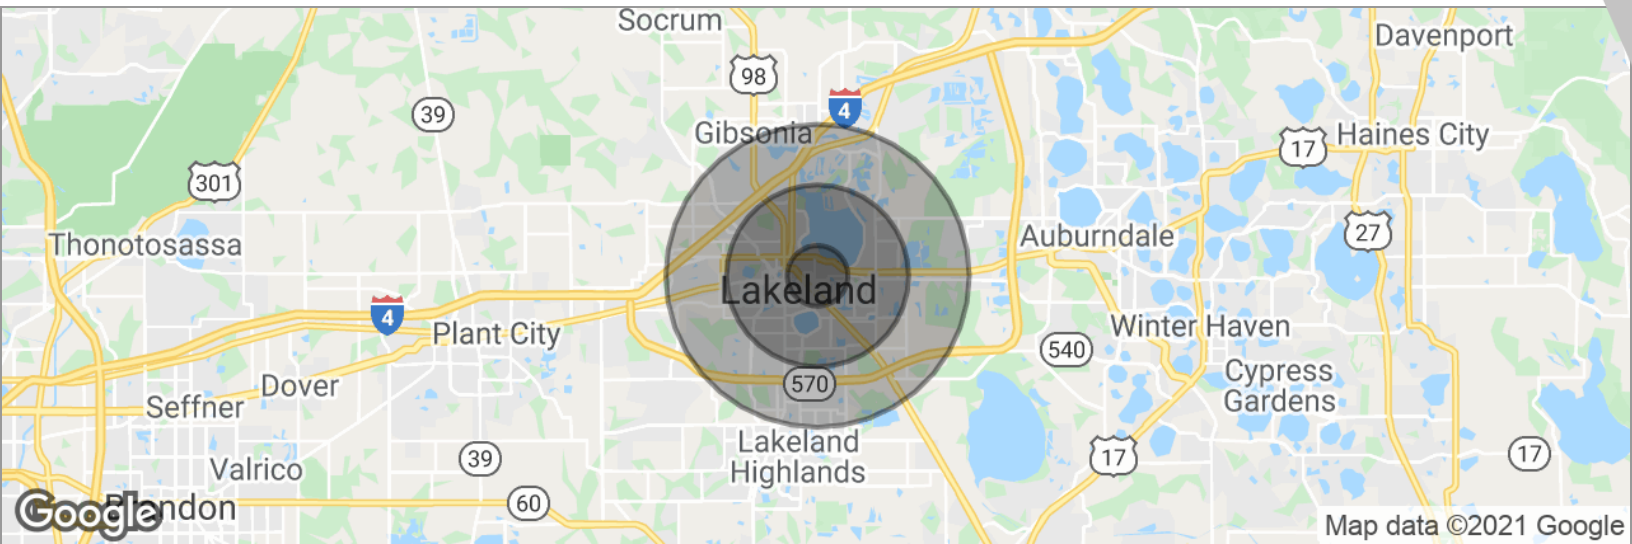 Socrum
Davenport
98
4
39
Gibsonia
17
Haines City
301
27
Thonotosassa
Auburndale
Lakeland
4
Plant City
Winter Haven
540
570
Cypress
Gardens
Dover
Seffner
Lakeland
Highlands
39
17
17
Valrico
60
Brandon
Google
Map data ©2021 Google